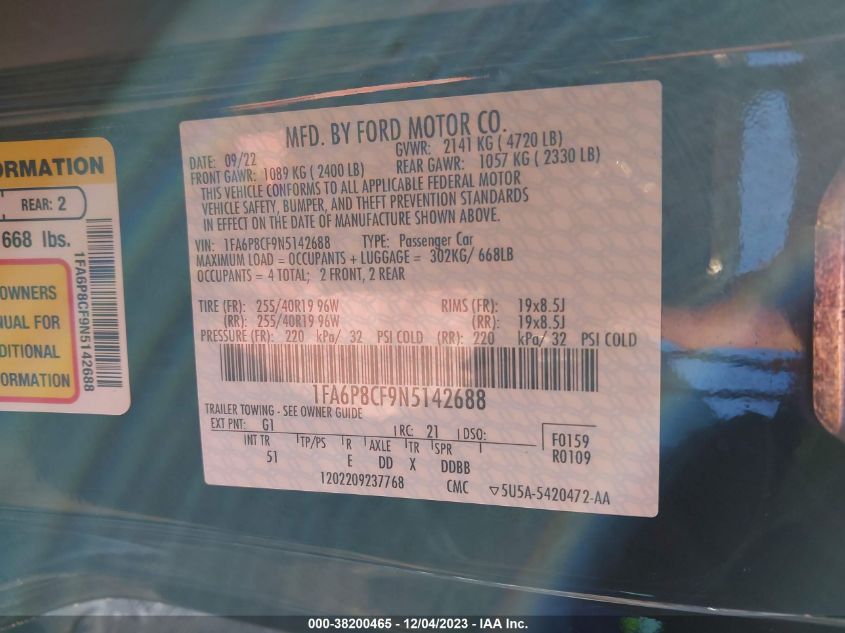 ORMATION
REAR: 2
668 lbs.
OWNERS
NUAL FOR
DITIONAL
FORMATION
1FA6P8CF9N5142688
MFD. BY FORD MOTOR CO.
DATE: 09/22 GVWR: 2141 KG ( 4720 LB)
FRONT GAWR: 1089 KG ( 2400 LB) REAR GAWR: 1057 KG ( 2330 LB)
THIS VEHICLE CONFORMS TO ALL APPLICABLE FEDERAL MOTOR
VEHICLE SAFETY, BUMPER, AND THEFT PREVENTION STANDARDS
IN EFFECT ON THE DATE OF MANUFACTURE SHOWN ABOVE.
VIN: 1FA6P8CF9N5142688 TYPE: Passenger Car
MAXIMUM LOAD = OCCUPANTS + LUGGAGE = 302KG/ 668LB
OCCUPANTS = 4 TOTAL; 2 FRONT, 2 REAR
TIRE (FR): 255/40R19 96W RIMS (FR): 19x8.5J
(RR): 255/40R19 96W (RR): 19x8.5J
PRESSURE (FR): 220 kPa/ 32 PSI COLD (RR): 220 kPa/ 32 PSI COLD
1FA6P8CF9N5142688
TRAILER TOWING - SEE OWNER GUIDE
EXT PNT: G1 RC: 21 DSO: F0159
INT TR TP/PS R AXLE TR SPR R0109
51 E DD X DDBB
1202209237768 CMC ▽5U5A-5420472-AA
000-38200465 - 12/04/2023 - IAA Inc.